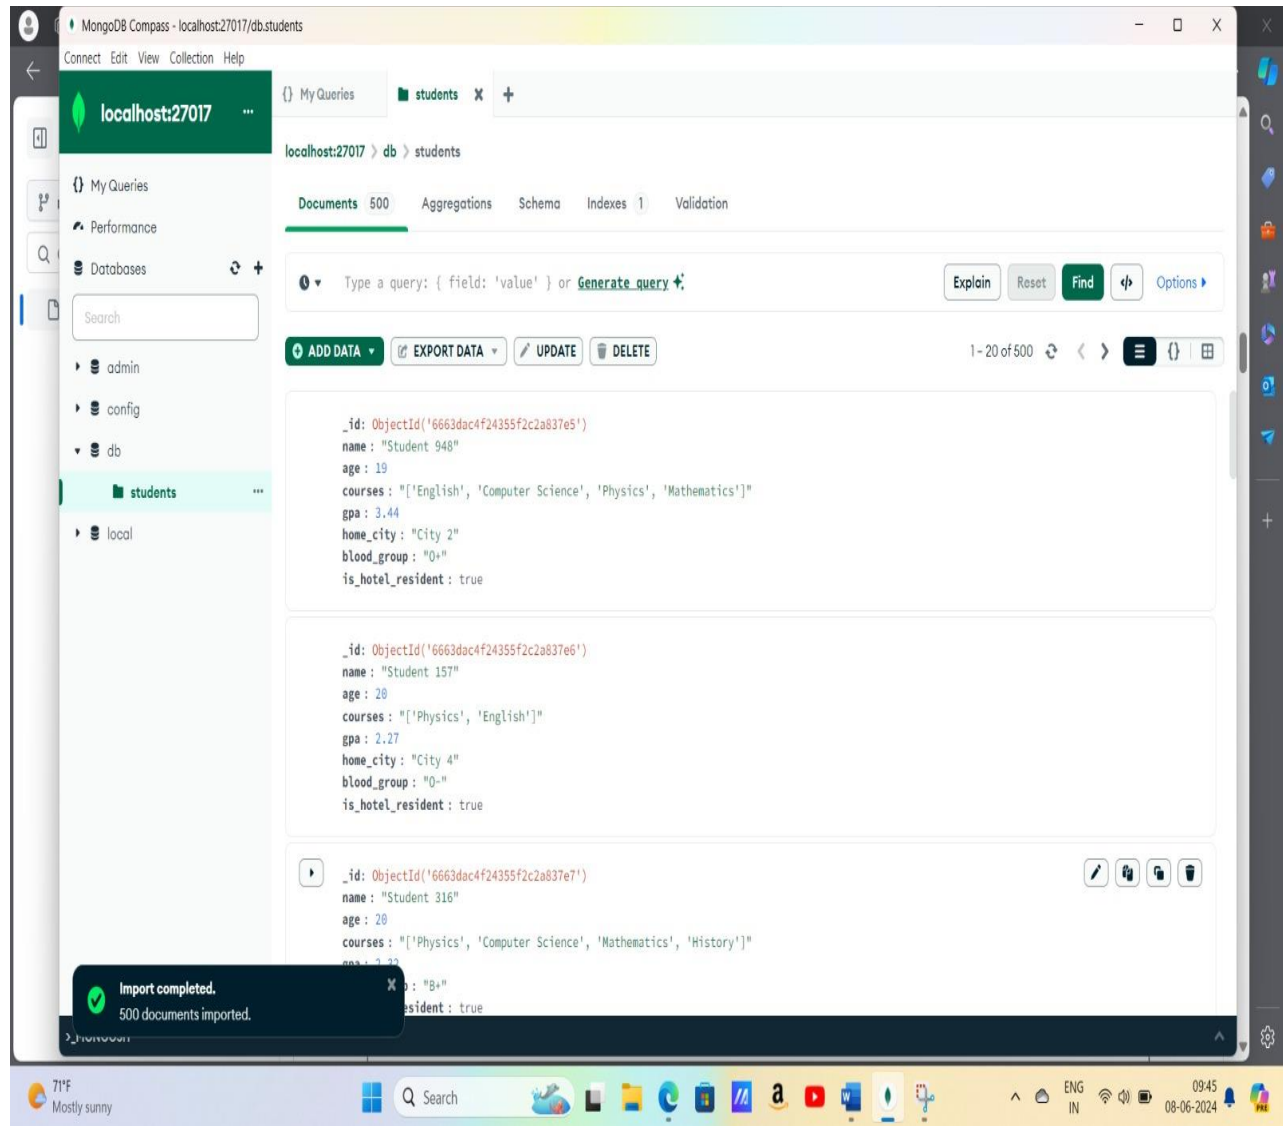 MongoDB Compass - localhost:27017/db.students
Connect Edit View Collection Help
localhost:27017 ...
{} My Queries
students X +
localhost:27017 > db > students
{} My Queries
Performance
Databases
Search
admin
config
db
students ...
local
Documents 500 Aggregations Schema Indexes 1 Validation
Type a query: { field: 'value' } or Generate query
Explain Reset Find </> Options
ADD DATA EXPORT DATA UPDATE DELETE
1 - 20 of 500 {}
_id: ObjectId('6663dac4f24355f2c2a837e5')
name : "Student 948"
age : 19
courses : "['English', 'Computer Science', 'Physics', 'Mathematics']"
gpa : 3.44
home_city : "City 2"
blood_group : "O+"
is_hotel_resident : true
_id: ObjectId('6663dac4f24355f2c2a837e6')
name : "Student 157"
age : 20
courses : "['Physics', 'English']"
gpa : 2.27
home_city : "City 4"
blood_group : "O-"
is_hotel_resident : true
_id: ObjectId('6663dac4f24355f2c2a837e7')
name : "Student 316"
age : 20
courses : "['Physics', 'Computer Science', 'Mathematics', 'History']"
: "B+"
: true
Import completed. X
500 documents imported.
71°F
Mostly sunny
Search
ENG
IN
09:45
08-06-2024
PRE